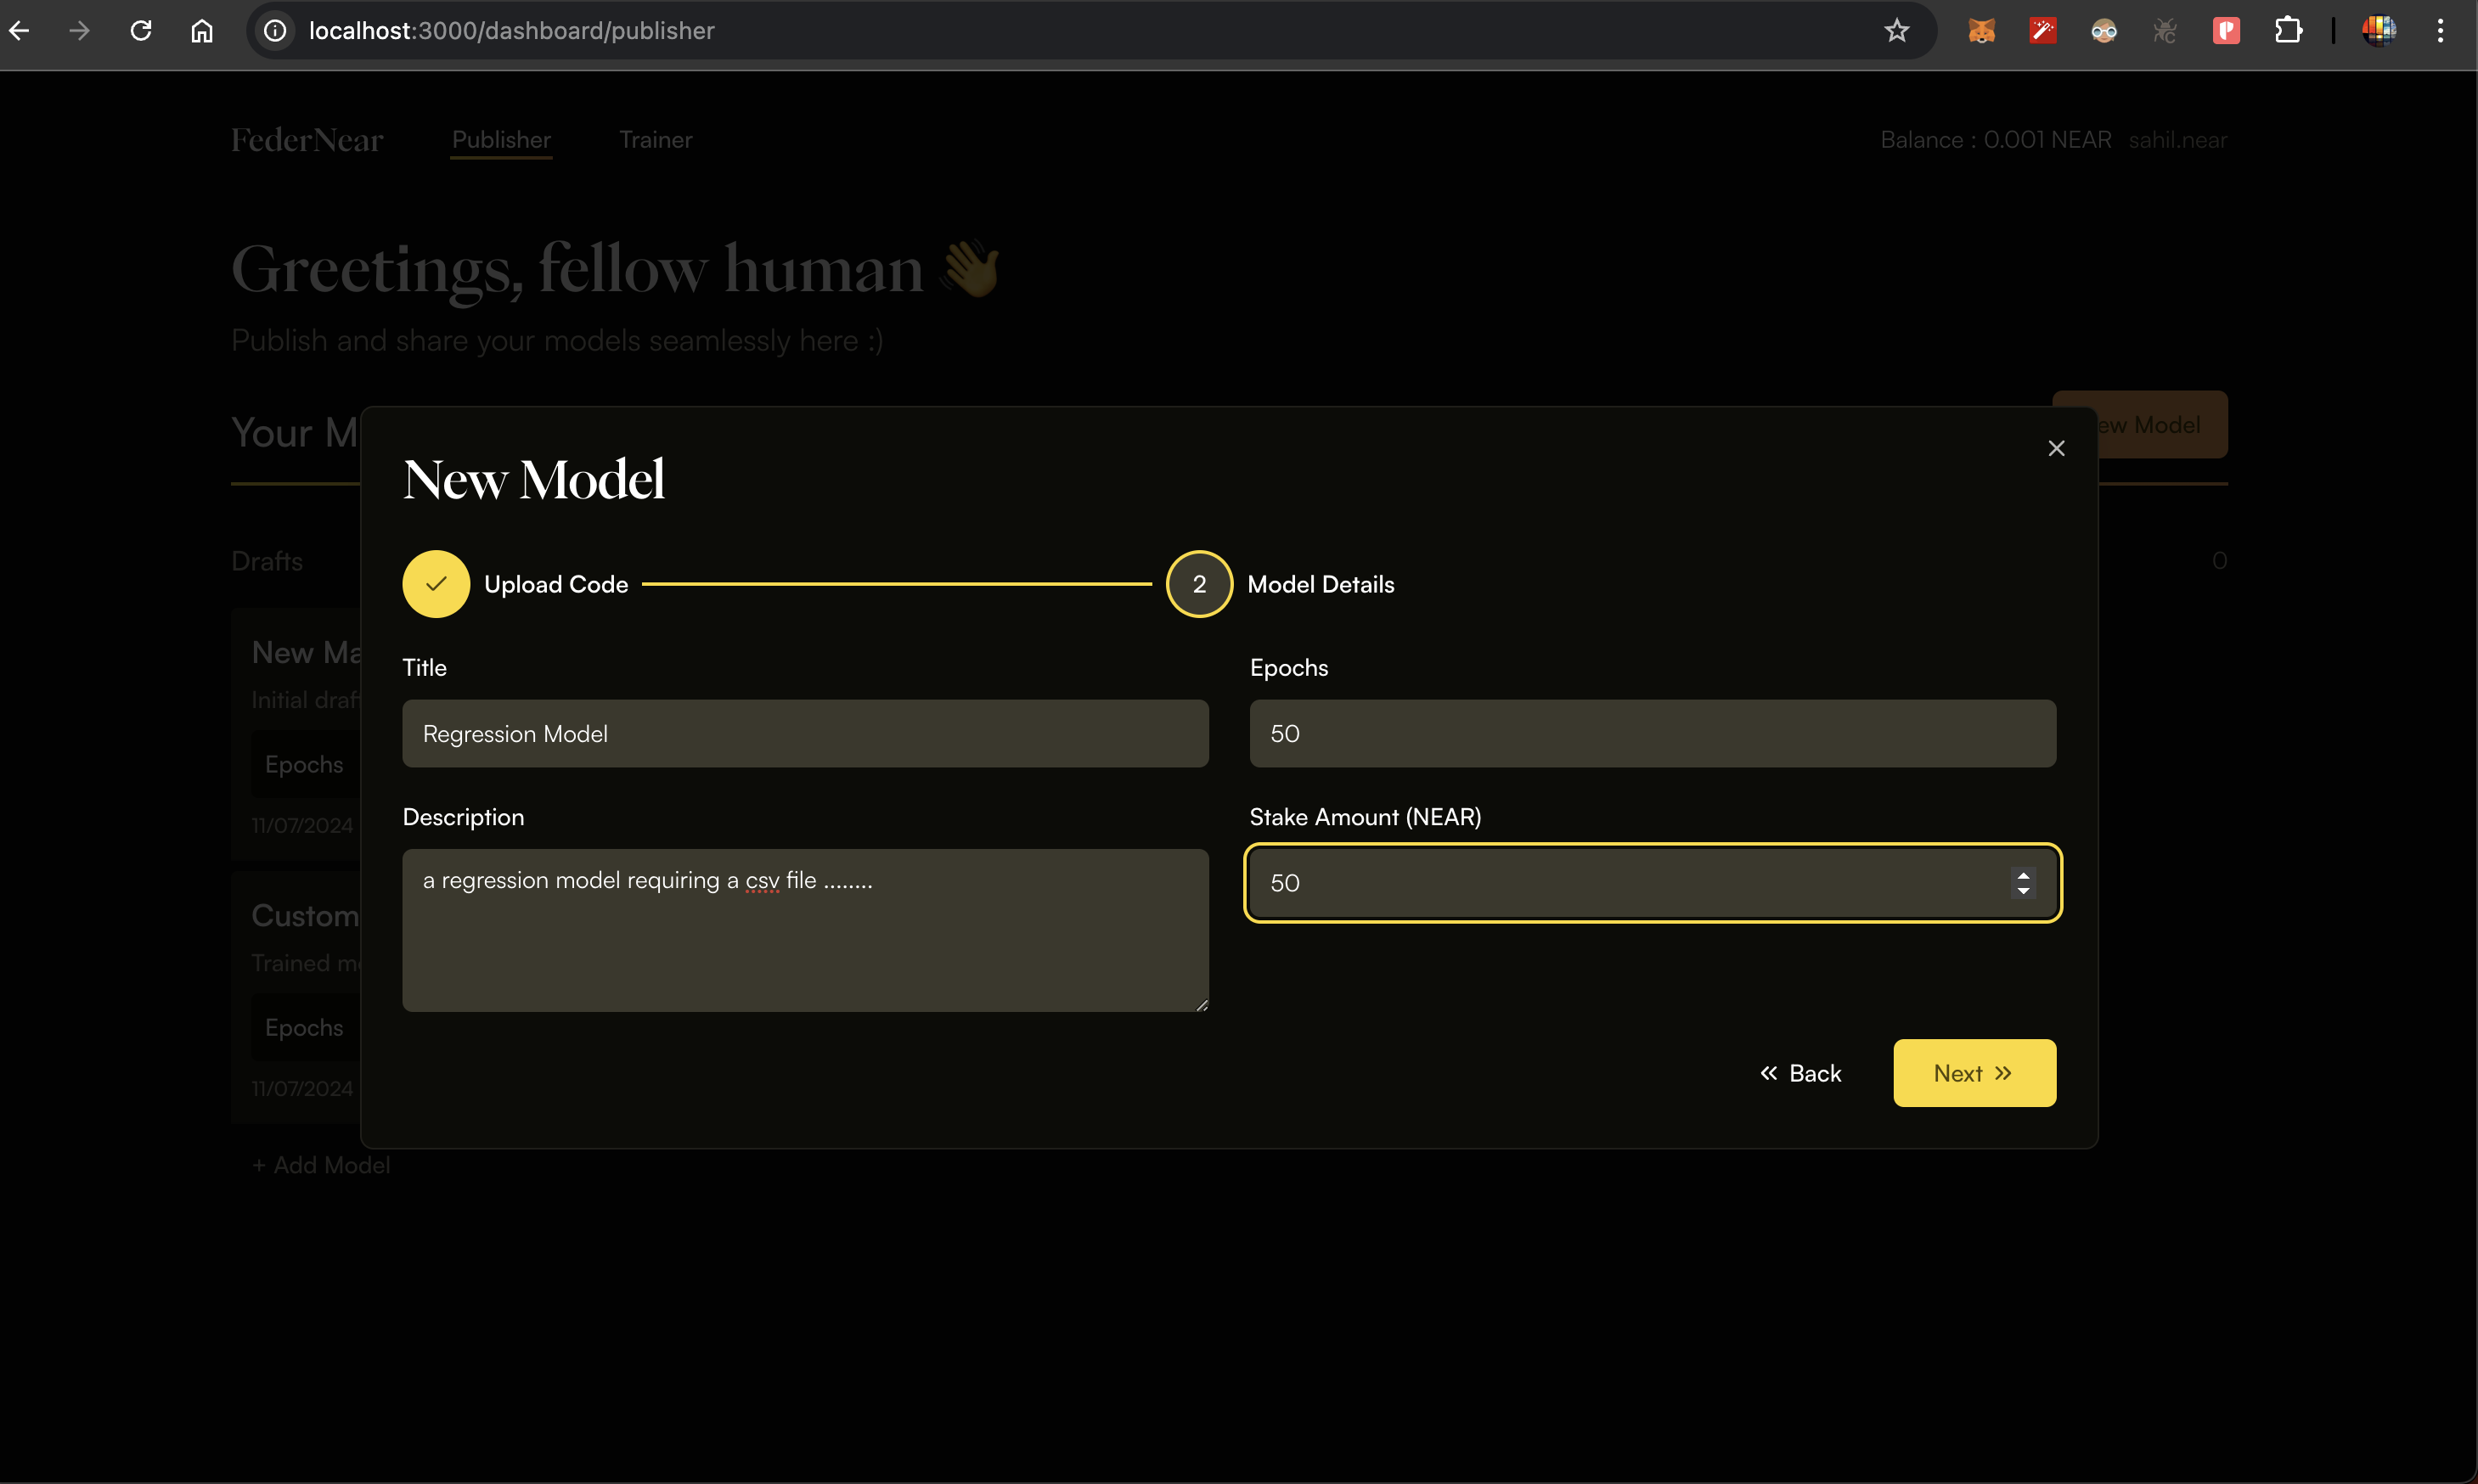 localhost:3000/dashboard/publisher
FederNear Publisher Trainer Balance : 0.001 NEAR sahil.near
Greetings, fellow human 👋
Publish and share your models seamlessly here :)
Your M
ew Model
New Model
Drafts
0
✓ Upload Code 2 Model Details
New Ma
Initial draf
Epochs
11/07/2024
Title
Regression Model
Epochs
50
Description
a regression model requiring a csv file ........
Stake Amount (NEAR)
50
Custom
Trained m
Epochs
11/07/2024
« Back
Next »
+ Add Model